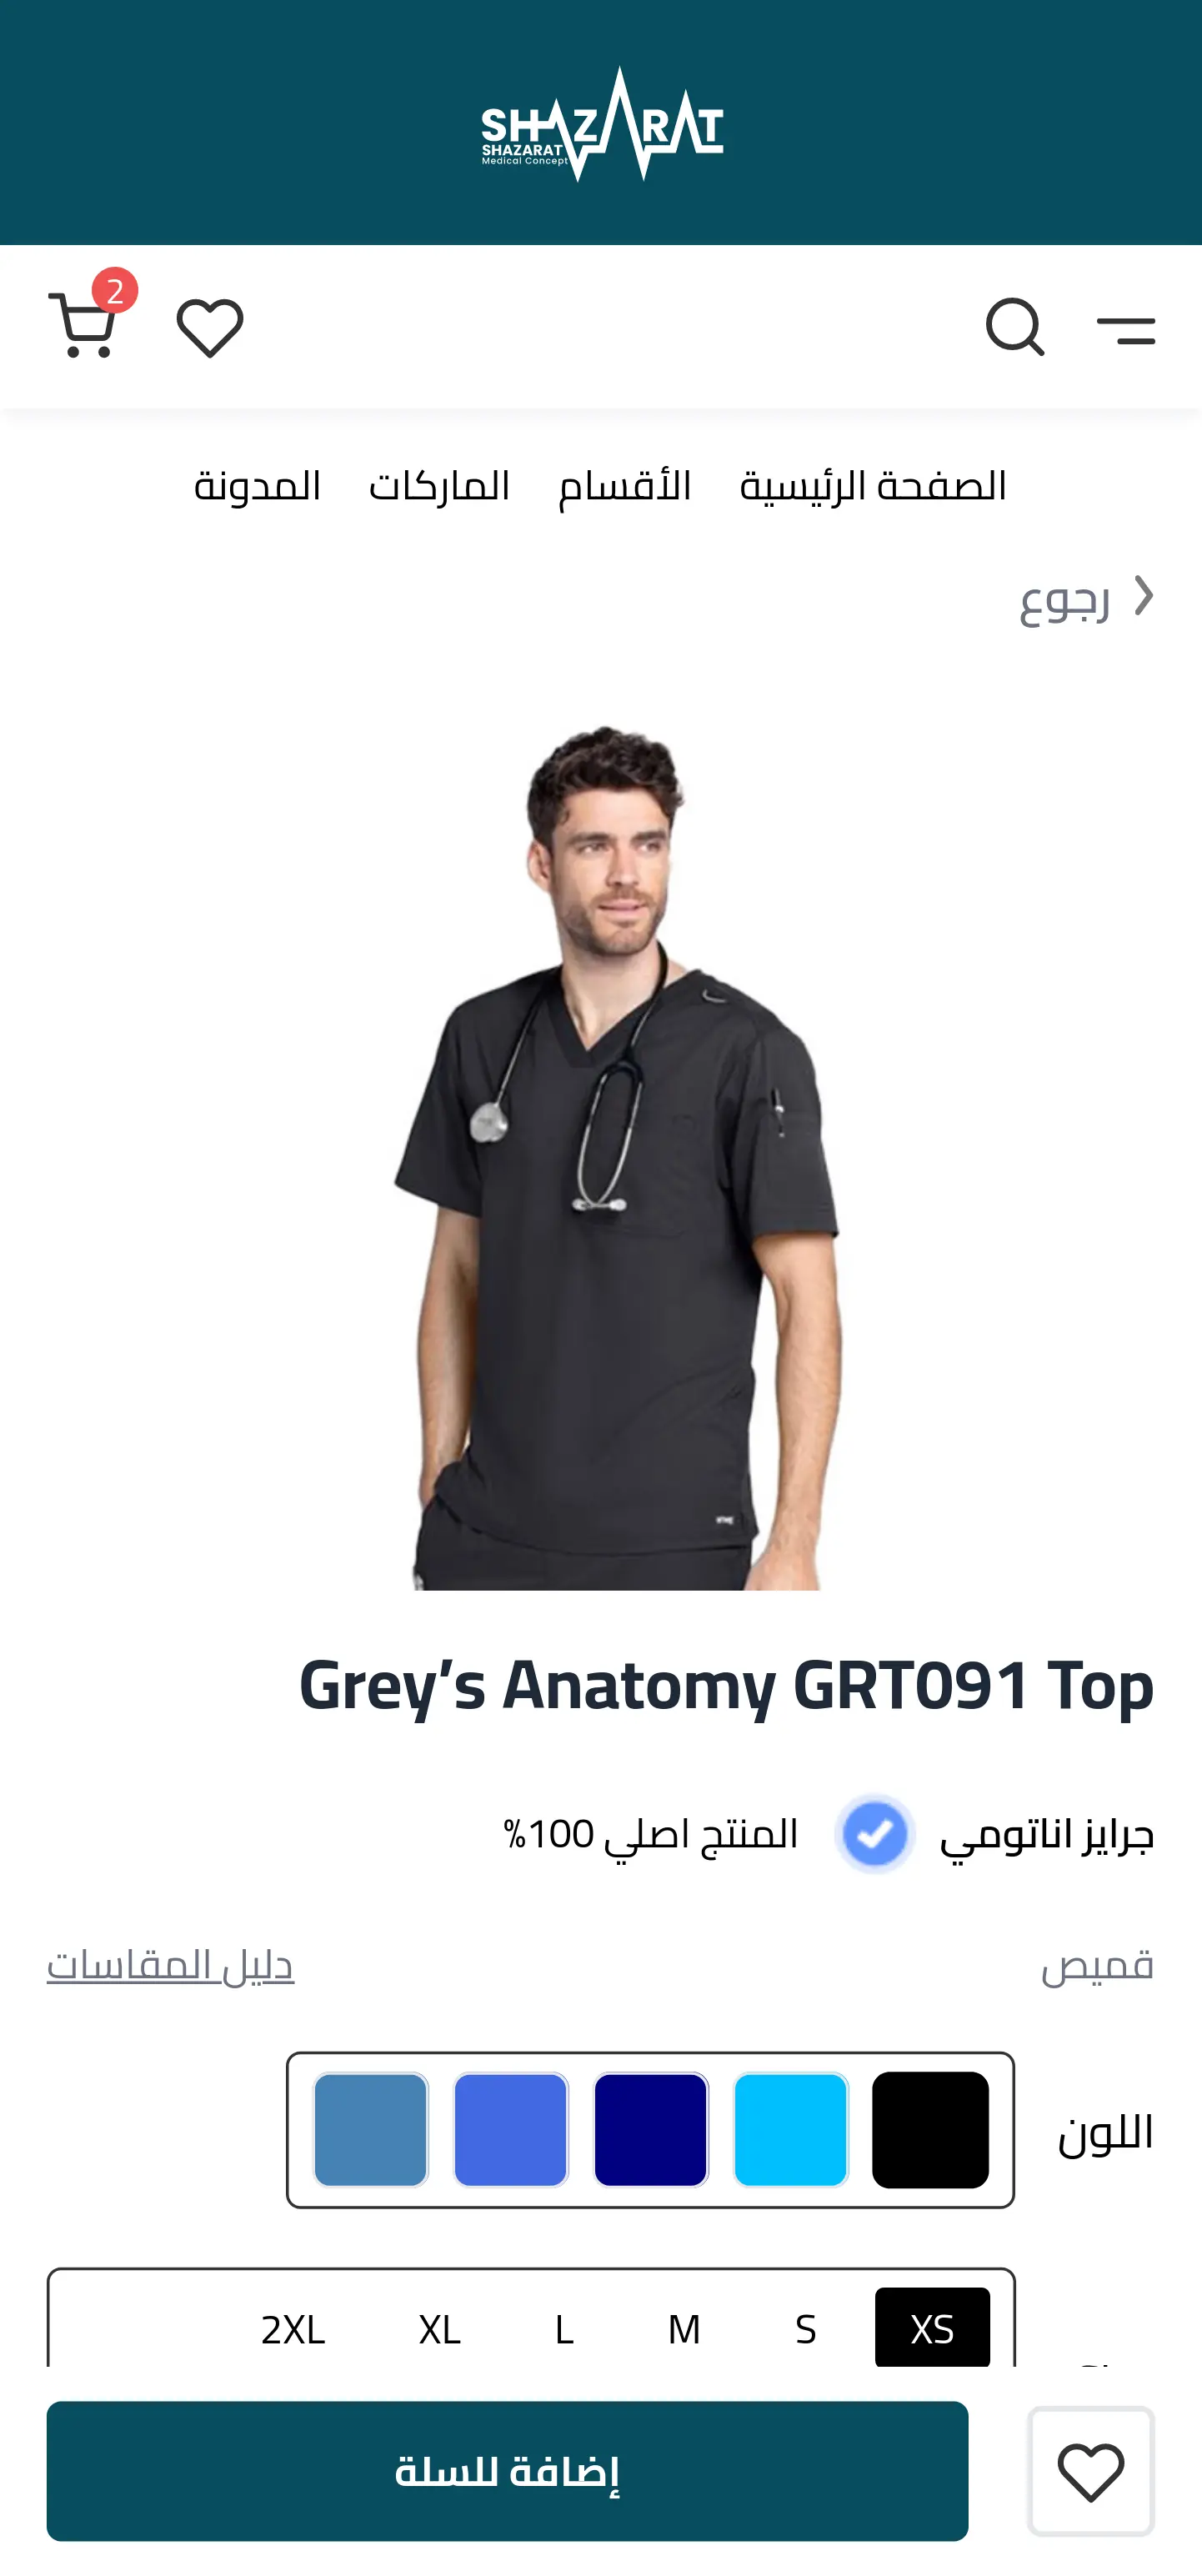 SHAZARAT
SHAZARAT
Medical Concept
2
الصفحة الرئيسية الأقسام الماركات المدونة
رجوع
Grey’s Anatomy GRT091 Top
جرايز اناتومي المنتج اصلي 100%
قميص دليل المقاسات
اللون
XS S M L XL 2XL
إضافة للسلة